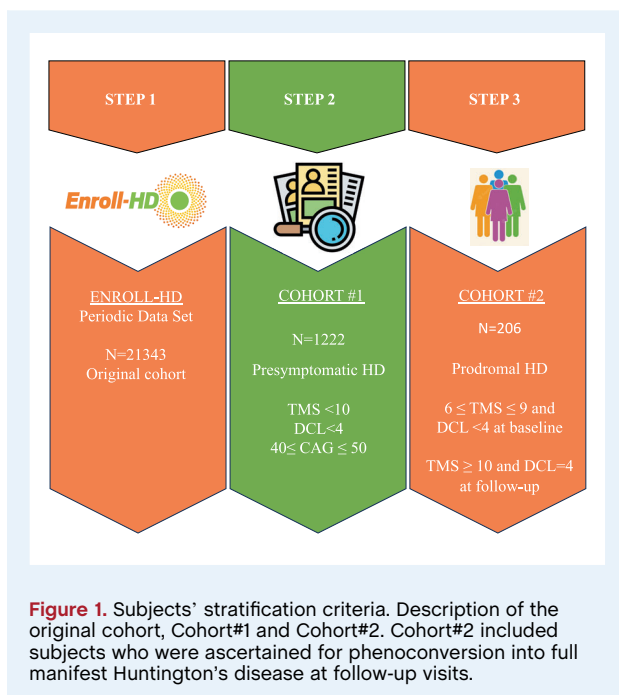 STEP 1
STEP 2
STEP 3
Enroll-HD
ENROLL-HD
Periodic Data Set
N=21343
Original cohort
COHORT #1
N=1222
Presymptomatic HD
TMS <10
DCL<4
40≤ CAG ≤ 50
COHORT #2
N=206
Prodromal HD
6 ≤ TMS ≤ 9 and
DCL <4 at baseline
TMS ≥ 10 and DCL=4
at follow-up
Figure 1. Subjects’ stratification criteria. Description of the
original cohort, Cohort#1 and Cohort#2. Cohort#2 included
subjects who were ascertained for phenoconversion into full
manifest Huntington’s disease at follow-up visits.